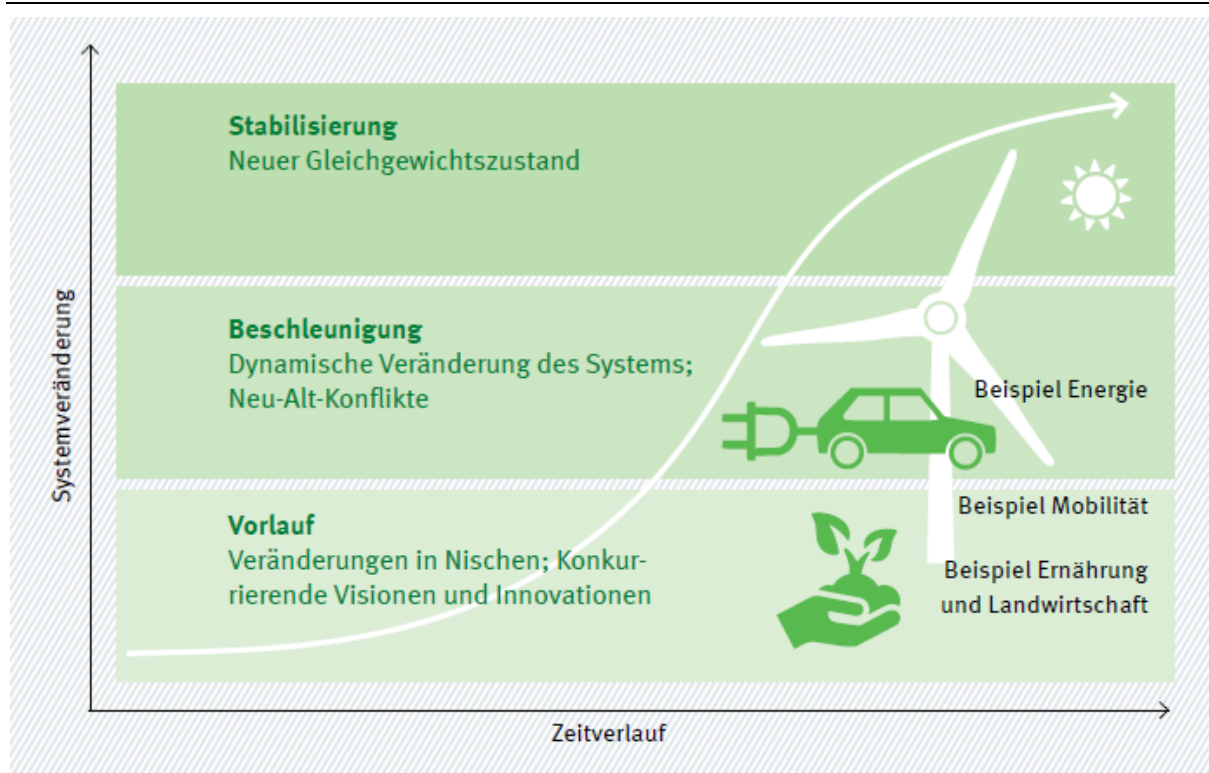 Stabilisierung
Neuer Gleichgewichtszustand
Beschleunigung
Dynamische Veränderung des Systems;
Neu-Alt-Konflikte
Beispiel Energie
Vorlauf
Veränderungen in Nischen; Konkur-
rierende Visionen und Innovationen
Beispiel Mobilität
Beispiel Ernährung
und Landwirtschaft
Systemveränderung
Zeitverlauf